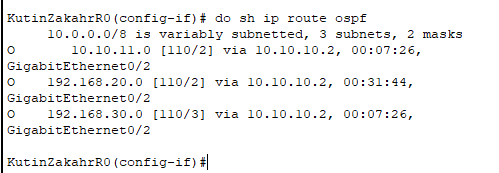 KutinZakahrR0(config-if)# do sh ip route ospf
     10.0.0.0/8 is variably subnetted, 3 subnets, 2 masks
O       10.10.11.0 [110/2] via 10.10.10.2, 00:07:26,
GigabitEthernet0/2
O    192.168.20.0 [110/2] via 10.10.10.2, 00:31:44,
GigabitEthernet0/2
O    192.168.30.0 [110/3] via 10.10.10.2, 00:07:26,
GigabitEthernet0/2
KutinZakahrR0(config-if)#